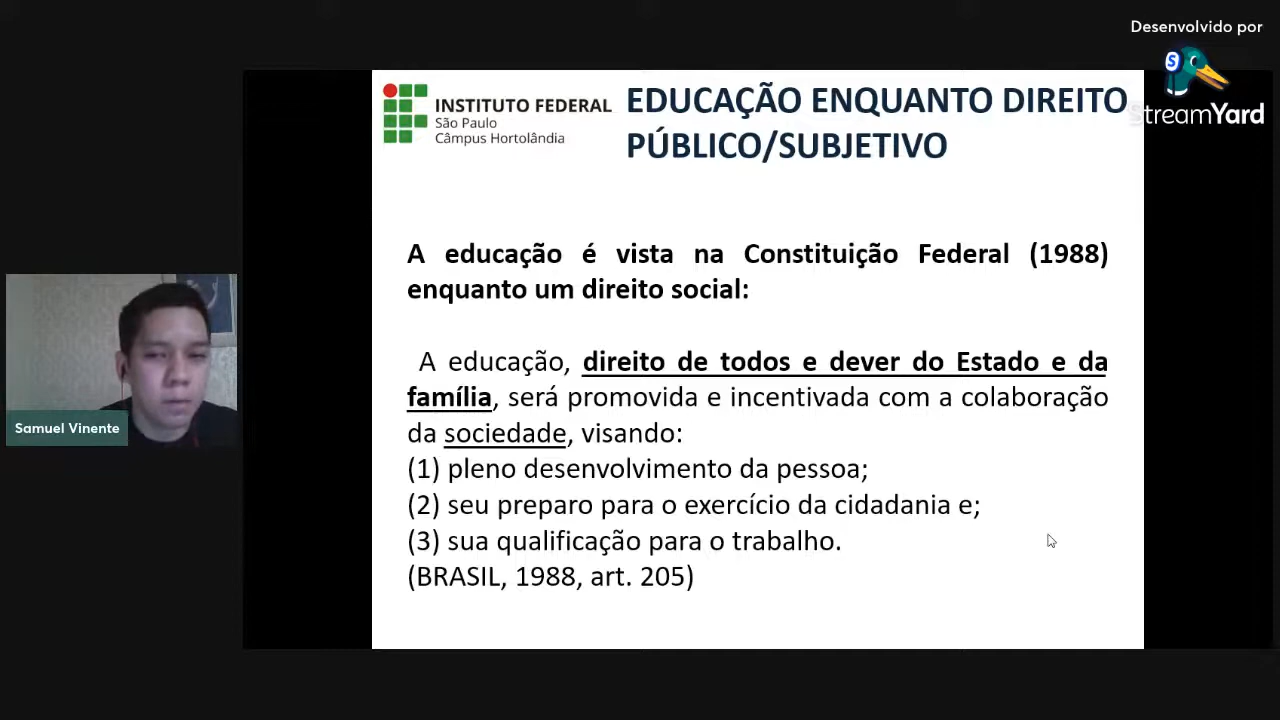 Desenvolvido por
StreamYard
INSTITUTO FEDERAL
São Paulo
Câmpus Hortolândia
EDUCAÇÃO ENQUANTO DIREITO
PÚBLICO/SUBJETIVO
A educação é vista na Constituição Federal (1988)
enquanto um direito social:
A educação, direito de todos e dever do Estado e da
família, será promovida e incentivada com a colaboração
da sociedade, visando:
(1) pleno desenvolvimento da pessoa;
(2) seu preparo para o exercício da cidadania e;
(3) sua qualificação para o trabalho.
(BRASIL, 1988, art. 205)
Samuel Vinente